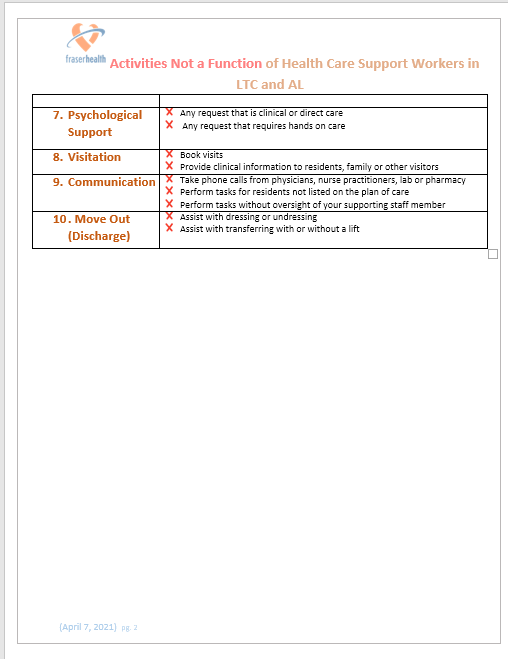 fraserhealth
Activities Not a Function of Health Care Support Workers in
LTC and AL
7. Psychological
Support
X Any request that is clinical or direct care
X Any request that requires hands on care
8. Visitation
X Book visits
X Provide clinical information to residents, family or other visitors
9. Communication
X Take phone calls from physicians, nurse practitioners, lab or pharmacy
X Perform tasks for residents not listed on the plan of care
X Perform tasks without oversight of your supporting staff member
10. Move Out
(Discharge)
X Assist with dressing or undressing
X Assist with transferring with or without a lift
(April 7, 2021) pg. 2